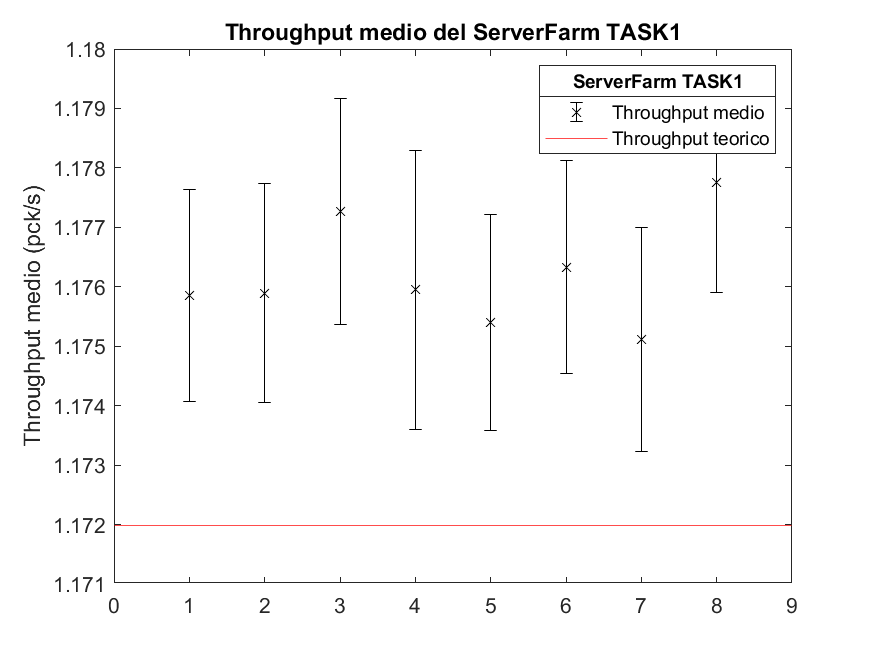 Throughput medio del ServerFarm TASK1
ServerFarm TASK1
Throughput medio
Throughput teorico
Throughput medio (pck/s)
1.18
1.179
1.178
1.177
1.176
1.175
1.174
1.173
1.172
1.171
0 1 2 3 4 5 6 7 8 9